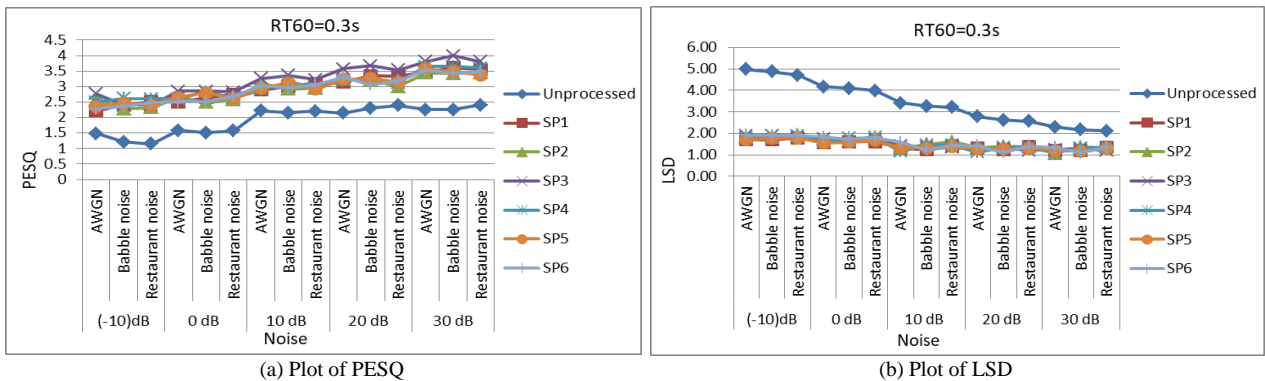 RT60=0.3s
4.5
4
3.5
3
2.5
2
1.5
1
0.5
0
PESQ
AWGN
Babble noise
Restaurant noise
AWGN
Babble noise
Restaurant noise
AWGN
Babble noise
Restaurant noise
AWGN
Babble noise
Restaurant noise
AWGN
Babble noise
Restaurant noise
(-10)dB 0 dB 10 dB 20 dB 30 dB
Noise
Unprocessed
SP1
SP2
SP3
SP4
SP5
SP6
(a) Plot of PESQ
RT60=0.3s
6.00
5.00
4.00
3.00
2.00
1.00
0.00
LSD
AWGN
Babble noise
Restaurant noise
AWGN
Babble noise
Restaurant noise
AWGN
Babble noise
Restaurant noise
AWGN
Babble noise
Restaurant noise
AWGN
Babble noise
Restaurant noise
(-10)dB 0 dB 10 dB 20 dB 30 dB
Noise
Unprocessed
SP1
SP2
SP3
SP4
SP5
SP6
(b) Plot of LSD